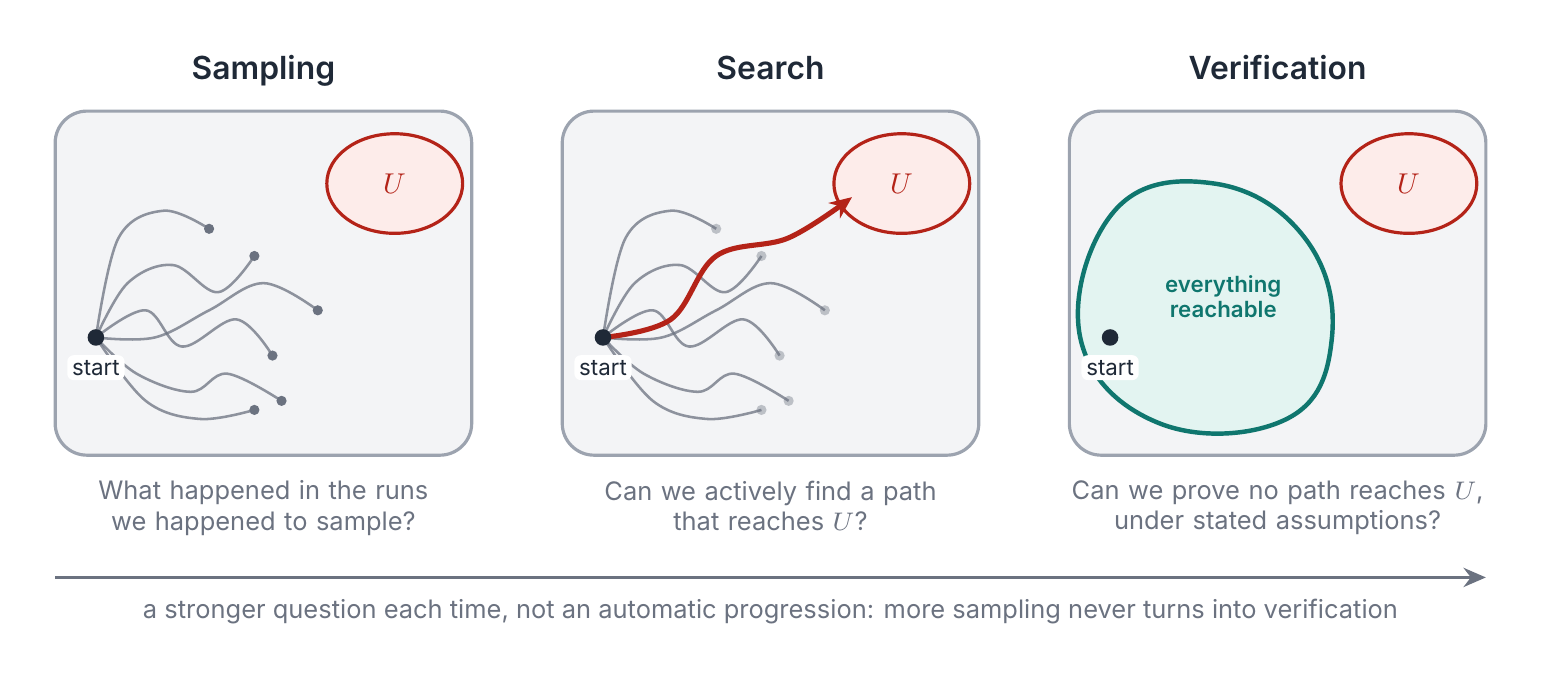 Sampling
U
start
What happened in the runs
we happened to sample?
Search
U
start
Can we actively find a path
that reaches U?
Verification
U
everything
reachable
start
Can we prove no path reaches U,
under stated assumptions?
a stronger question each time, not an automatic progression: more sampling never turns into verification